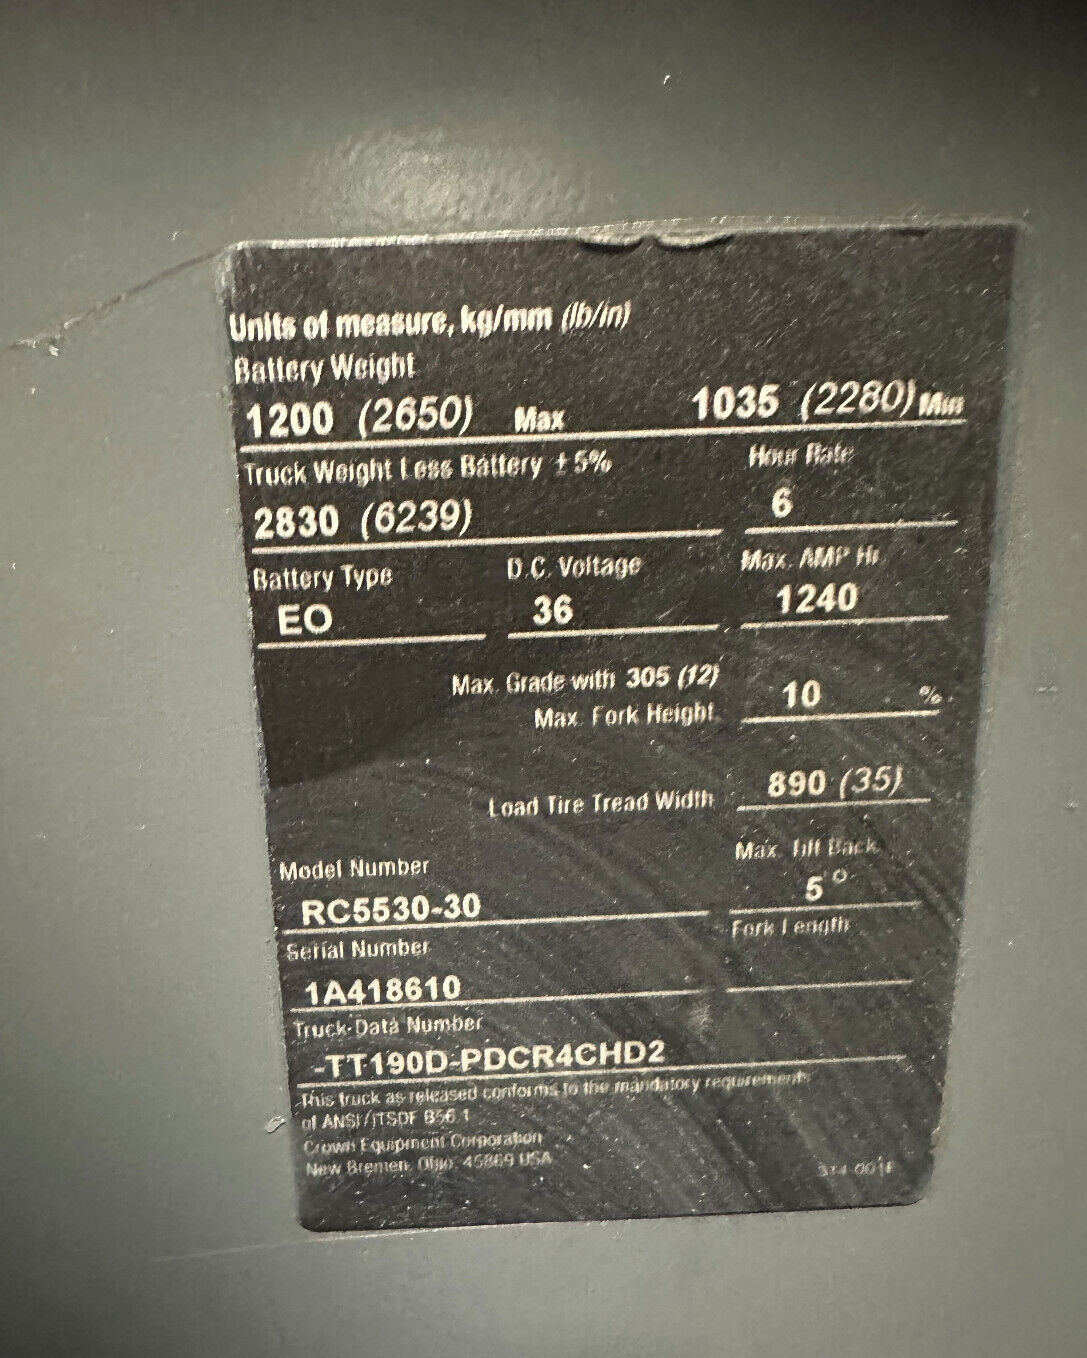 Units of measure, kg/mm (lb/in)
Battery Weight
1200 (2650) Max 1035 (2280) Min
Truck Weight Less Battery ±5% Hour Rate
2830 (6239) 6
Battery Type D.C. Voltage Max. AMP Hr.
EO 36 1240
Max. Grade with 305 (12)
Max. Fork Height 10 %
Load Tire Tread Width 890 (35)
Model Number Max. Tilt Back
RC5530-30 5°
Serial Number Fork Length
1A418610
Truck Data Number
-TT190D-PDCR4CHD2
This truck as released conforms to the mandatory requirements
of ANSI/ITSDF B56.1
Crown Equipment Corporation
New Bremen, Ohio 45869 USA